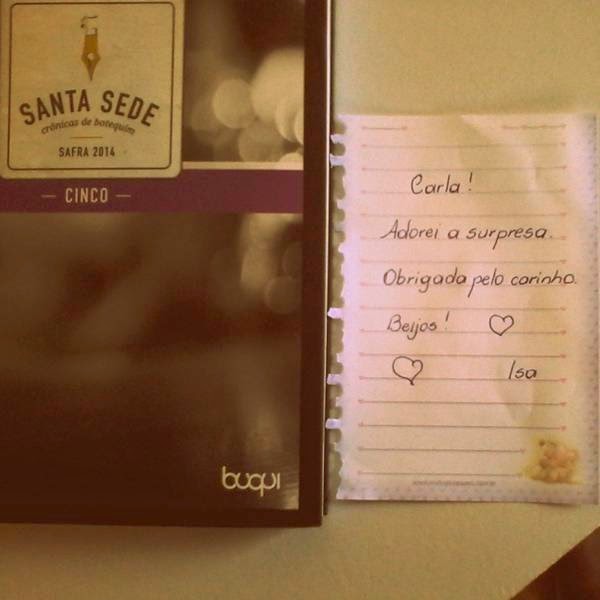 SANTA SEDE
crônicas de botequim
SAFRA 2014
CINCO
buqui
Carla!
Adorei a surpresa.
Obrigada pelo carinho.
Beijos!
Isa